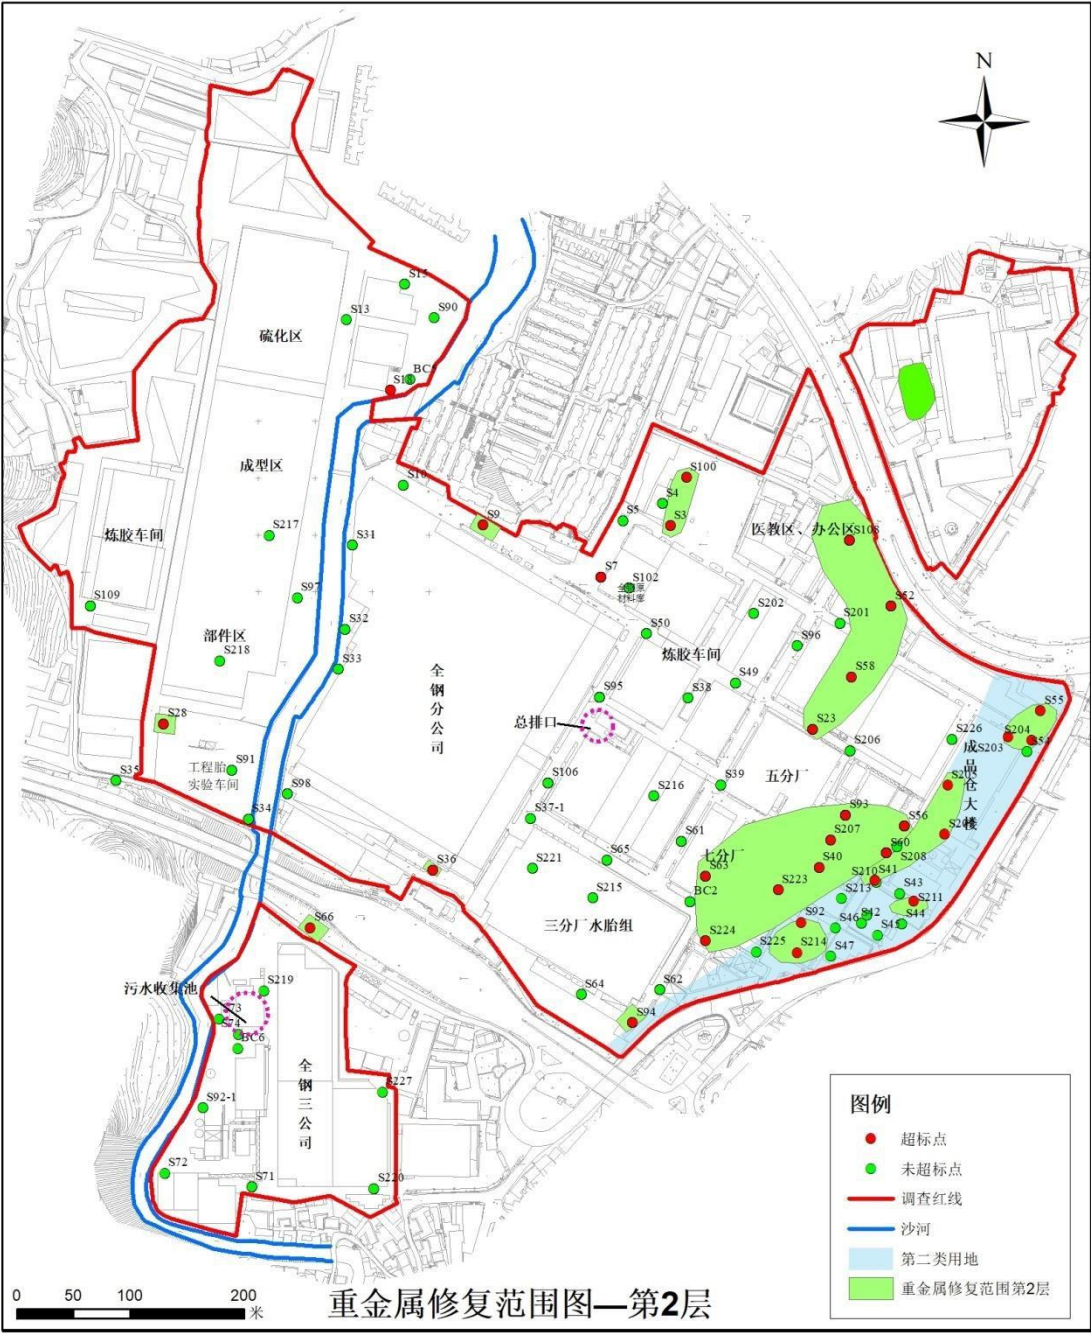 N
S15
S13
S90
硫化区
BC5
S18
成型区
S10
S100
S4
S9
S5
S3
医教区、办公区
炼胶车间
S217
S31
S108
S7
S102
材料库
S97
S109
S52
S202
S201
S32
S50
部件区
S218
炼胶车间
S96
S33
全钢分公司
S58
S49
S95
S38
S28
总排口
S55
S23
S204
S226
S54
S203
S206
成品仓大楼
工程胎
实验车间
S91
五分厂
S35
S106
S39
S205
S98
S216
S34
S37-1
S93
S56
S207
S61
S60
七分厂
S65
S208
S36
S221
S63
S40
S210
S41
S223
S43
BC2
S213
S211
S215
三分厂水胎组
S66
S92
S42
S44
S46
S45
S224
S225
S214
S47
污水收集池
S219
S64
S62
S74
S94
BC6
全钢三公司
S227
S92-1
S72
S71
S220
图例
超标点
未超标点
调查红线
沙河
第二类用地
重金属修复范围第2层
0 50 100 200
米
重金属修复范围图—第2层